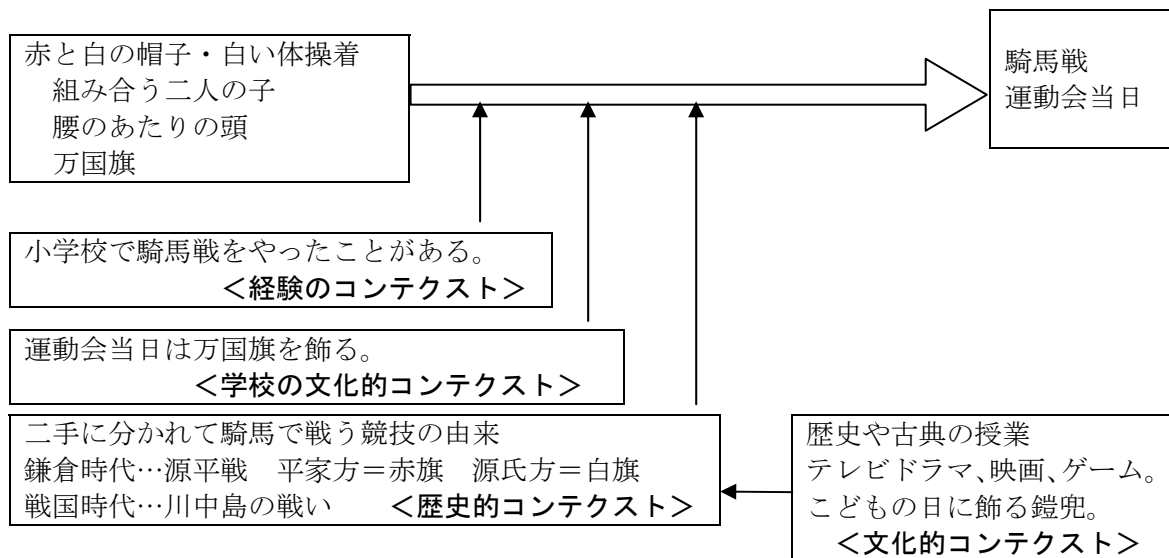 赤と白の帽子・白い体操着
組み合う二人の子
腰のあたりの頭
万国旗
騎馬戦
運動会当日
小学校で騎馬戦をやったことがある。
＜経験のコンテクスト＞
運動会当日は万国旗を飾る。
＜学校の文化的コンテクスト＞
二手に分かれて騎馬で戦う競技の由来
鎌倉時代…源平戦　平家方＝赤旗　源氏方＝白旗
戦国時代…川中島の戦い　＜歴史的コンテクスト＞
歴史や古典の授業
テレビドラマ、映画、ゲーム。
こどもの日に飾る鎧兜。
＜文化的コンテクスト＞